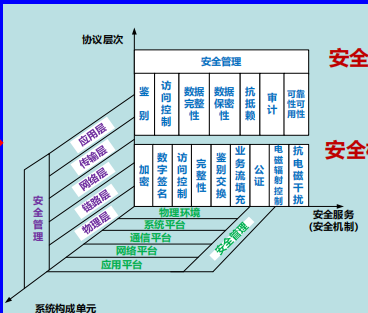 协议层次
安全
安全管理
鉴别
访问控制
数据完整性
数据保密性
抗抵赖
审计
可靠性可用性
应用层
传输层
网络层
链路层
物理层
安全管理
安全
加密
数字签名
访问控制
完整性
鉴别交换
业务流填充
公证
电磁辐射控制
抗电磁干扰
安全服务
(安全机制)
物理环境
系统平台
通信平台
网络平台
应用平台
安全管理
系统构成单元